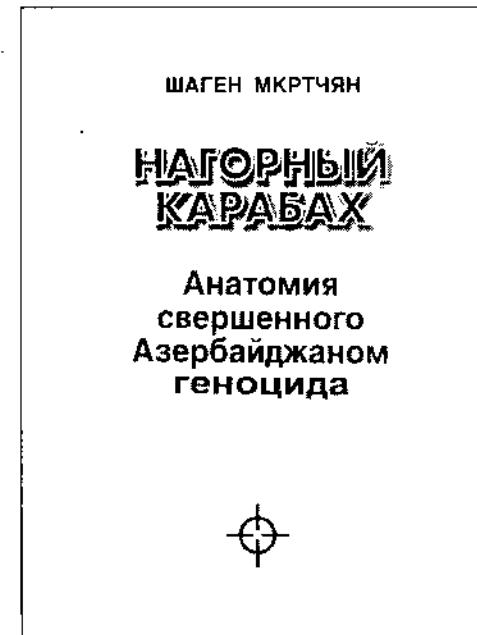 ШАГЕН МКРТЧЯН
НАГОРНЫЙ
КАРАБАХ
Анатомия
свершенного
Азербайджаном
геноцида